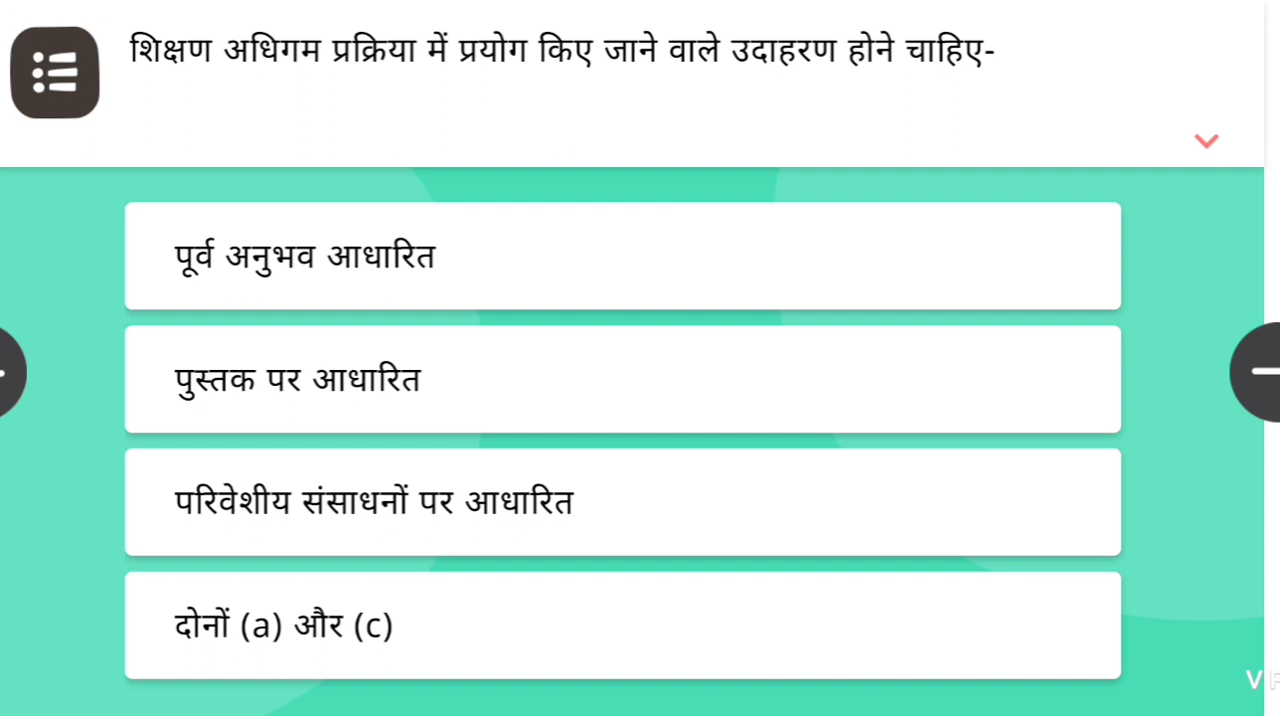 शिक्षण अधिगम प्रक्रिया में प्रयोग किए जाने वाले उदाहरण होने चाहिए-
पूर्व अनुभव आधारित
पुस्तक पर आधारित
परिवेशीय संसाधनों पर आधारित
दोनों (a) और (c)